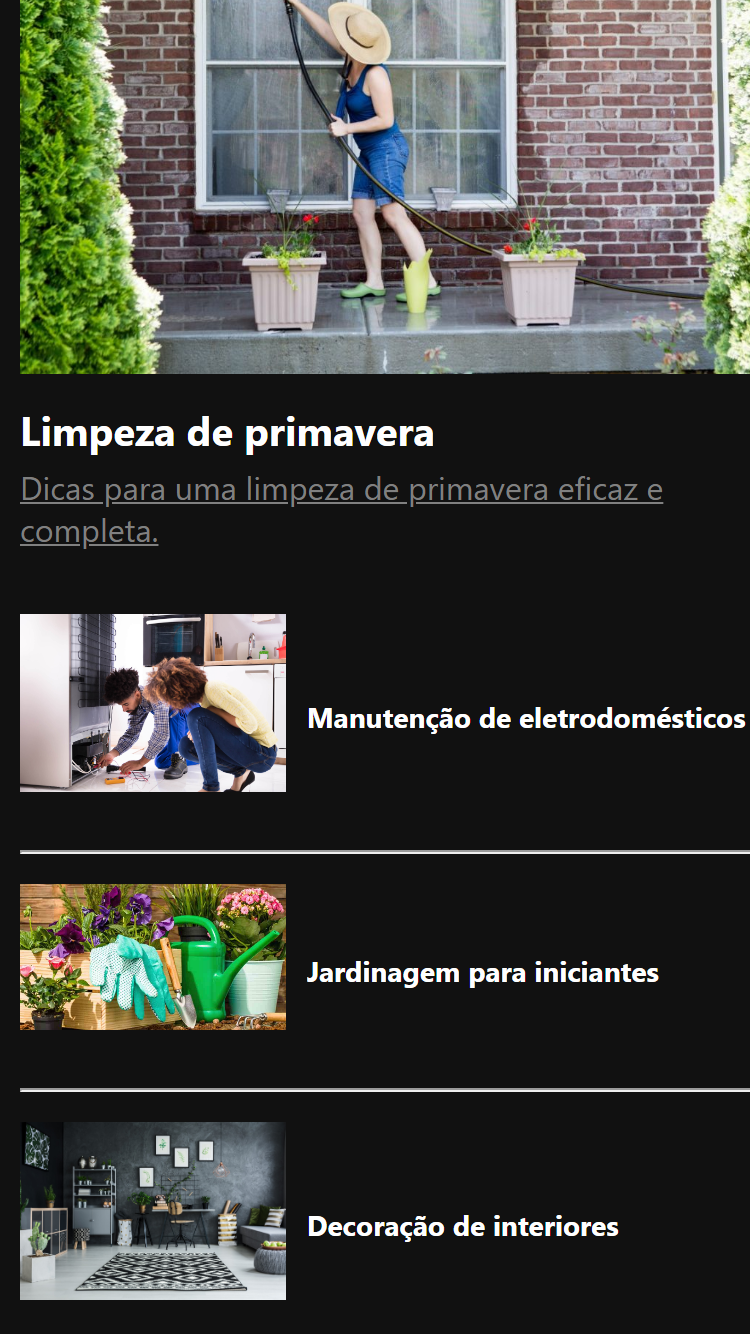 Limpeza de primavera
Dicas para uma limpeza de primavera eficaz e
completa.
Manutenção de eletrodomésticos
Jardinagem para iniciantes
Decoração de interiores